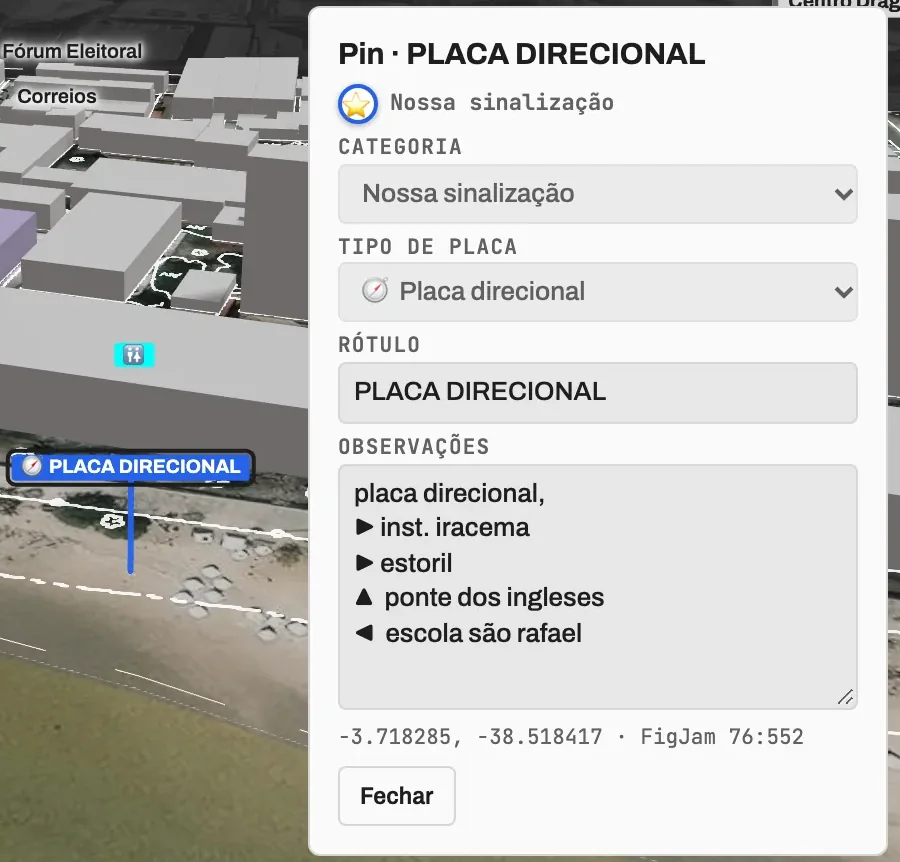 Fórum Eleitoral
Correios
PLACA DIRECIONAL
Pin · PLACA DIRECIONAL
Nossa sinalização
CATEGORIA
Nossa sinalização
TIPO DE PLACA
Placa direcional
RÓTULO
PLACA DIRECIONAL
OBSERVAÇÕES
placa direcional,
▶ inst. iracema
▶ estoril
▲ ponte dos ingleses
◀ escola são rafael
-3.718285, -38.518417 · FigJam 76:552
Fechar